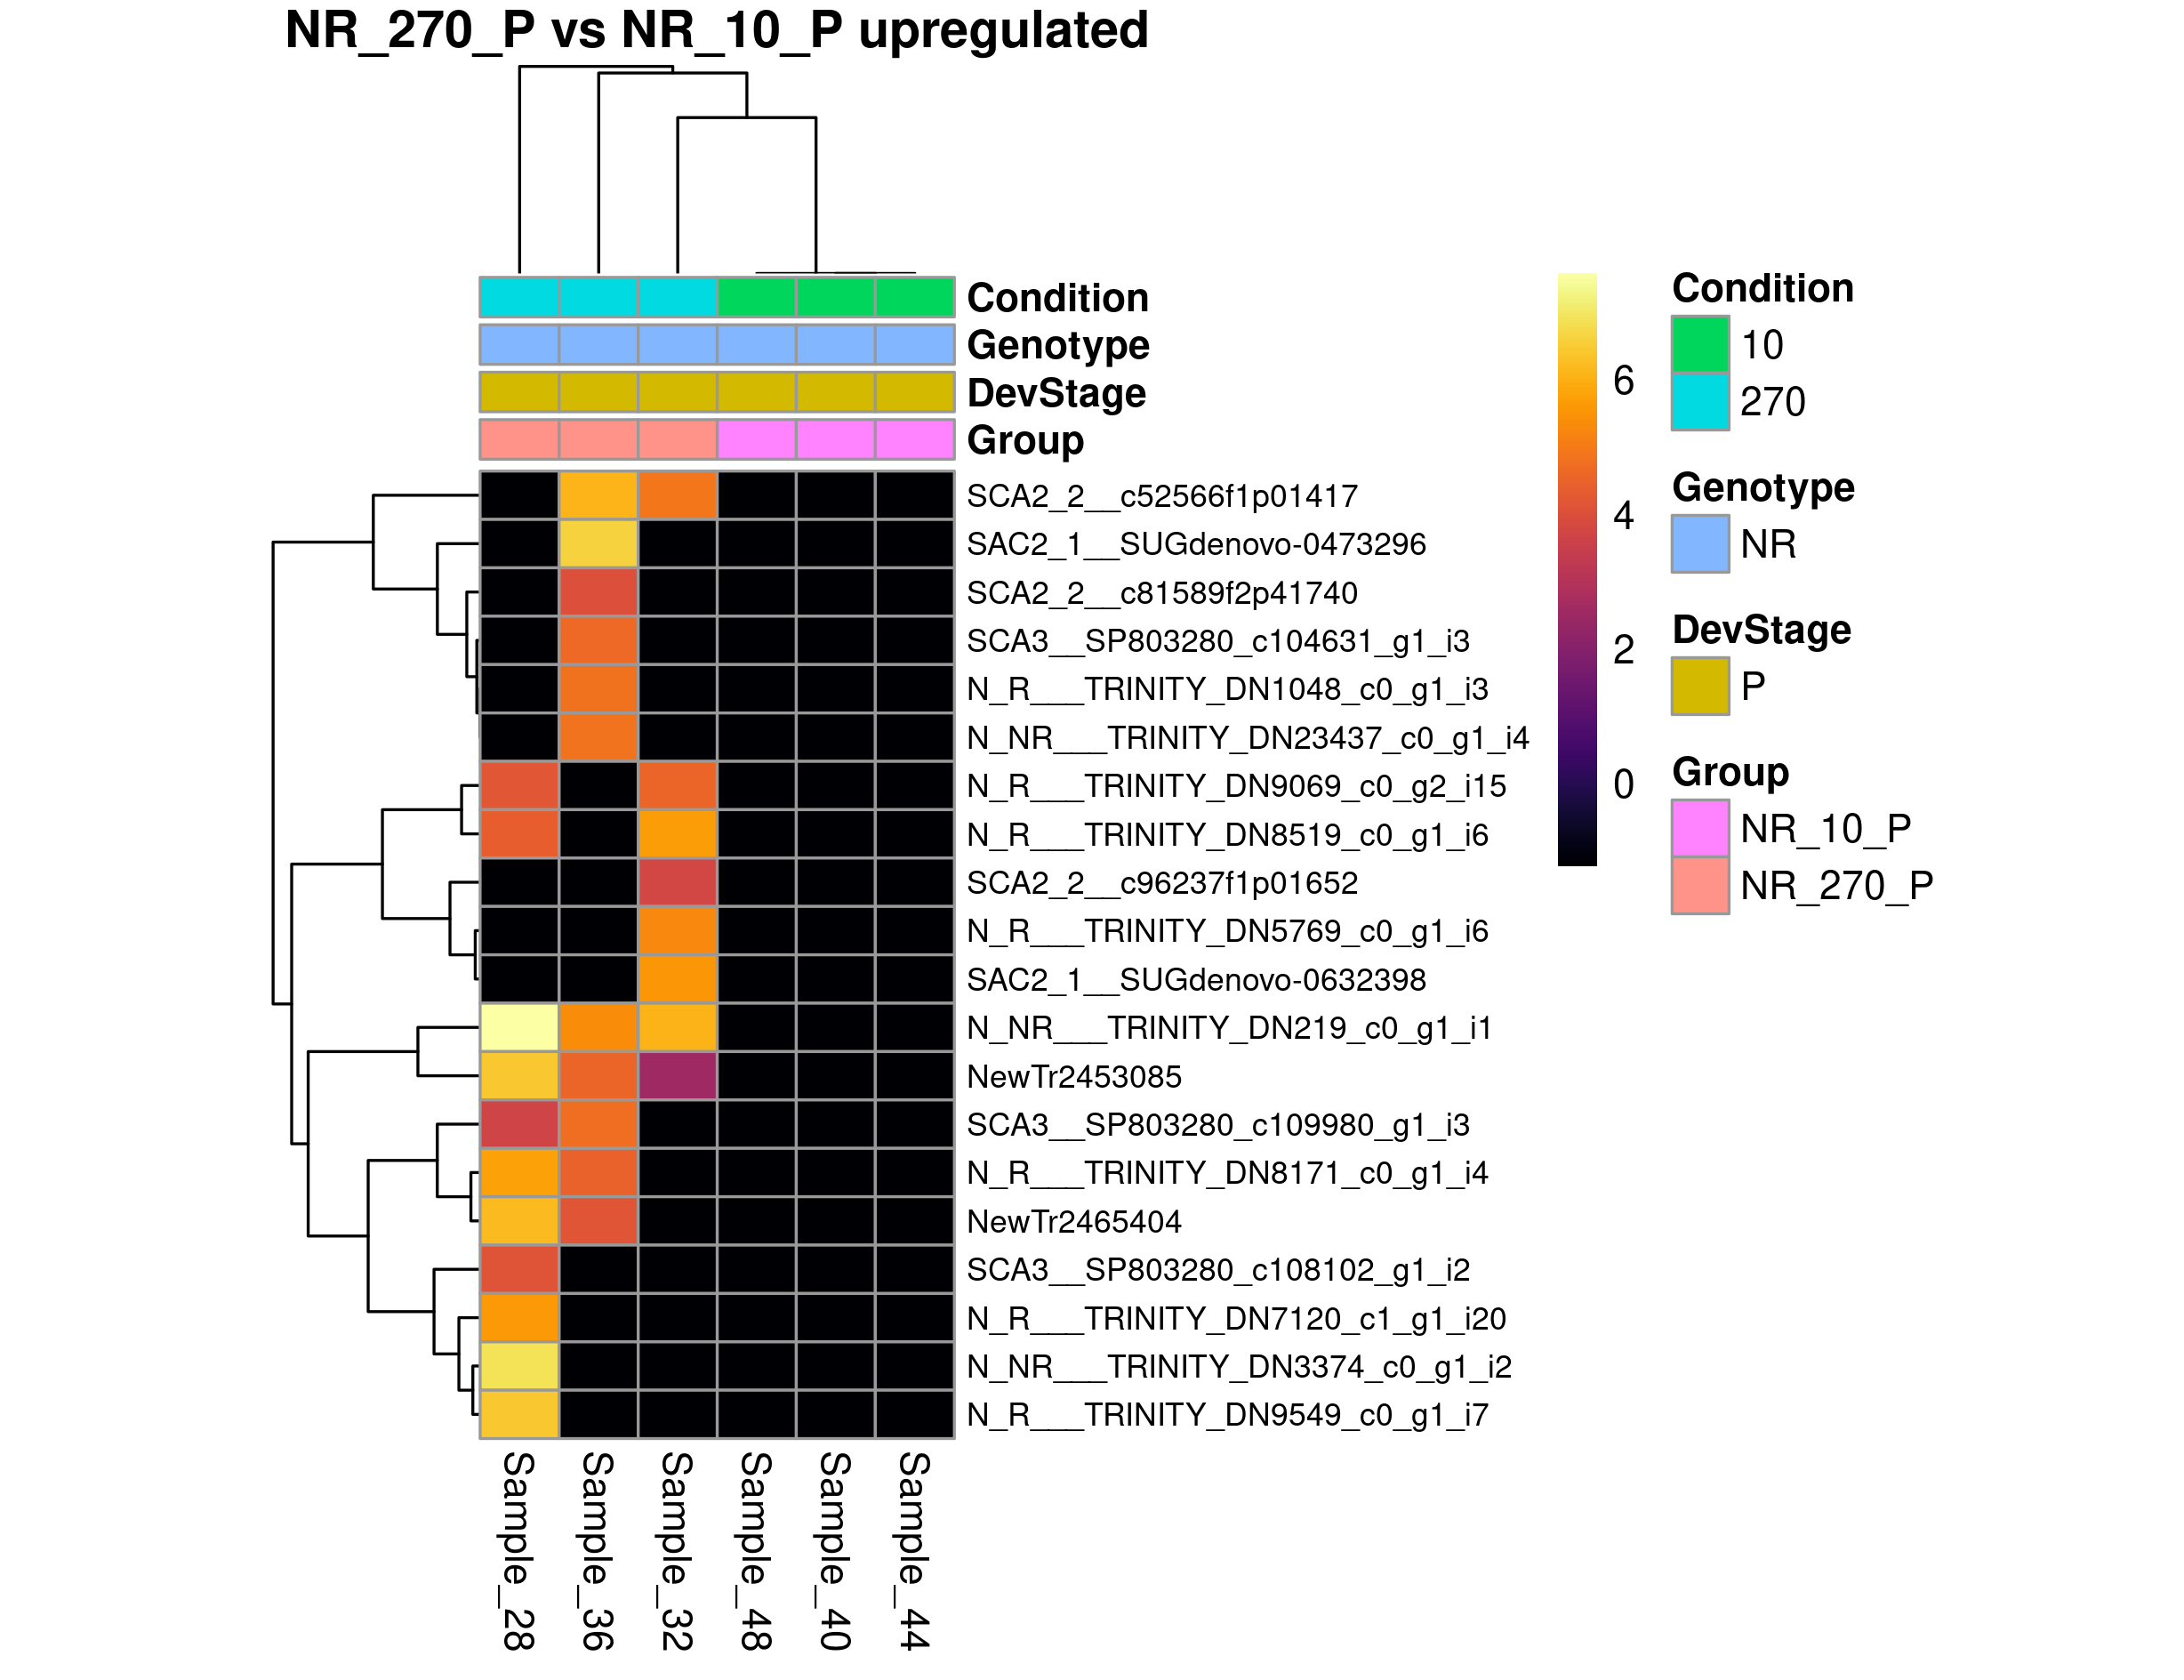 NR_270_P vs NR_10_P upregulated
Condition
Genotype
DevStage
Group
SCA2_2__c52566f1p01417
SAC2_1__SUGdenovo-0473296
SCA2_2__c81589f2p41740
SCA3__SP803280_c104631_g1_i3
N_R___TRINITY_DN1048_c0_g1_i3
N_NR___TRINITY_DN23437_c0_g1_i4
N_R___TRINITY_DN9069_c0_g2_i15
N_R___TRINITY_DN8519_c0_g1_i6
SCA2_2__c96237f1p01652
N_R___TRINITY_DN5769_c0_g1_i6
SAC2_1__SUGdenovo-0632398
N_NR___TRINITY_DN219_c0_g1_i1
NewTr2453085
SCA3__SP803280_c109980_g1_i3
N_R___TRINITY_DN8171_c0_g1_i4
NewTr2465404
SCA3__SP803280_c108102_g1_i2
N_R___TRINITY_DN7120_c1_g1_i20
N_NR___TRINITY_DN3374_c0_g1_i2
N_R___TRINITY_DN9549_c0_g1_i7
Sample_28
Sample_36
Sample_32
Sample_48
Sample_40
Sample_44
6
4
2
0
Condition
10
270
Genotype
NR
DevStage
P
Group
NR_10_P
NR_270_P